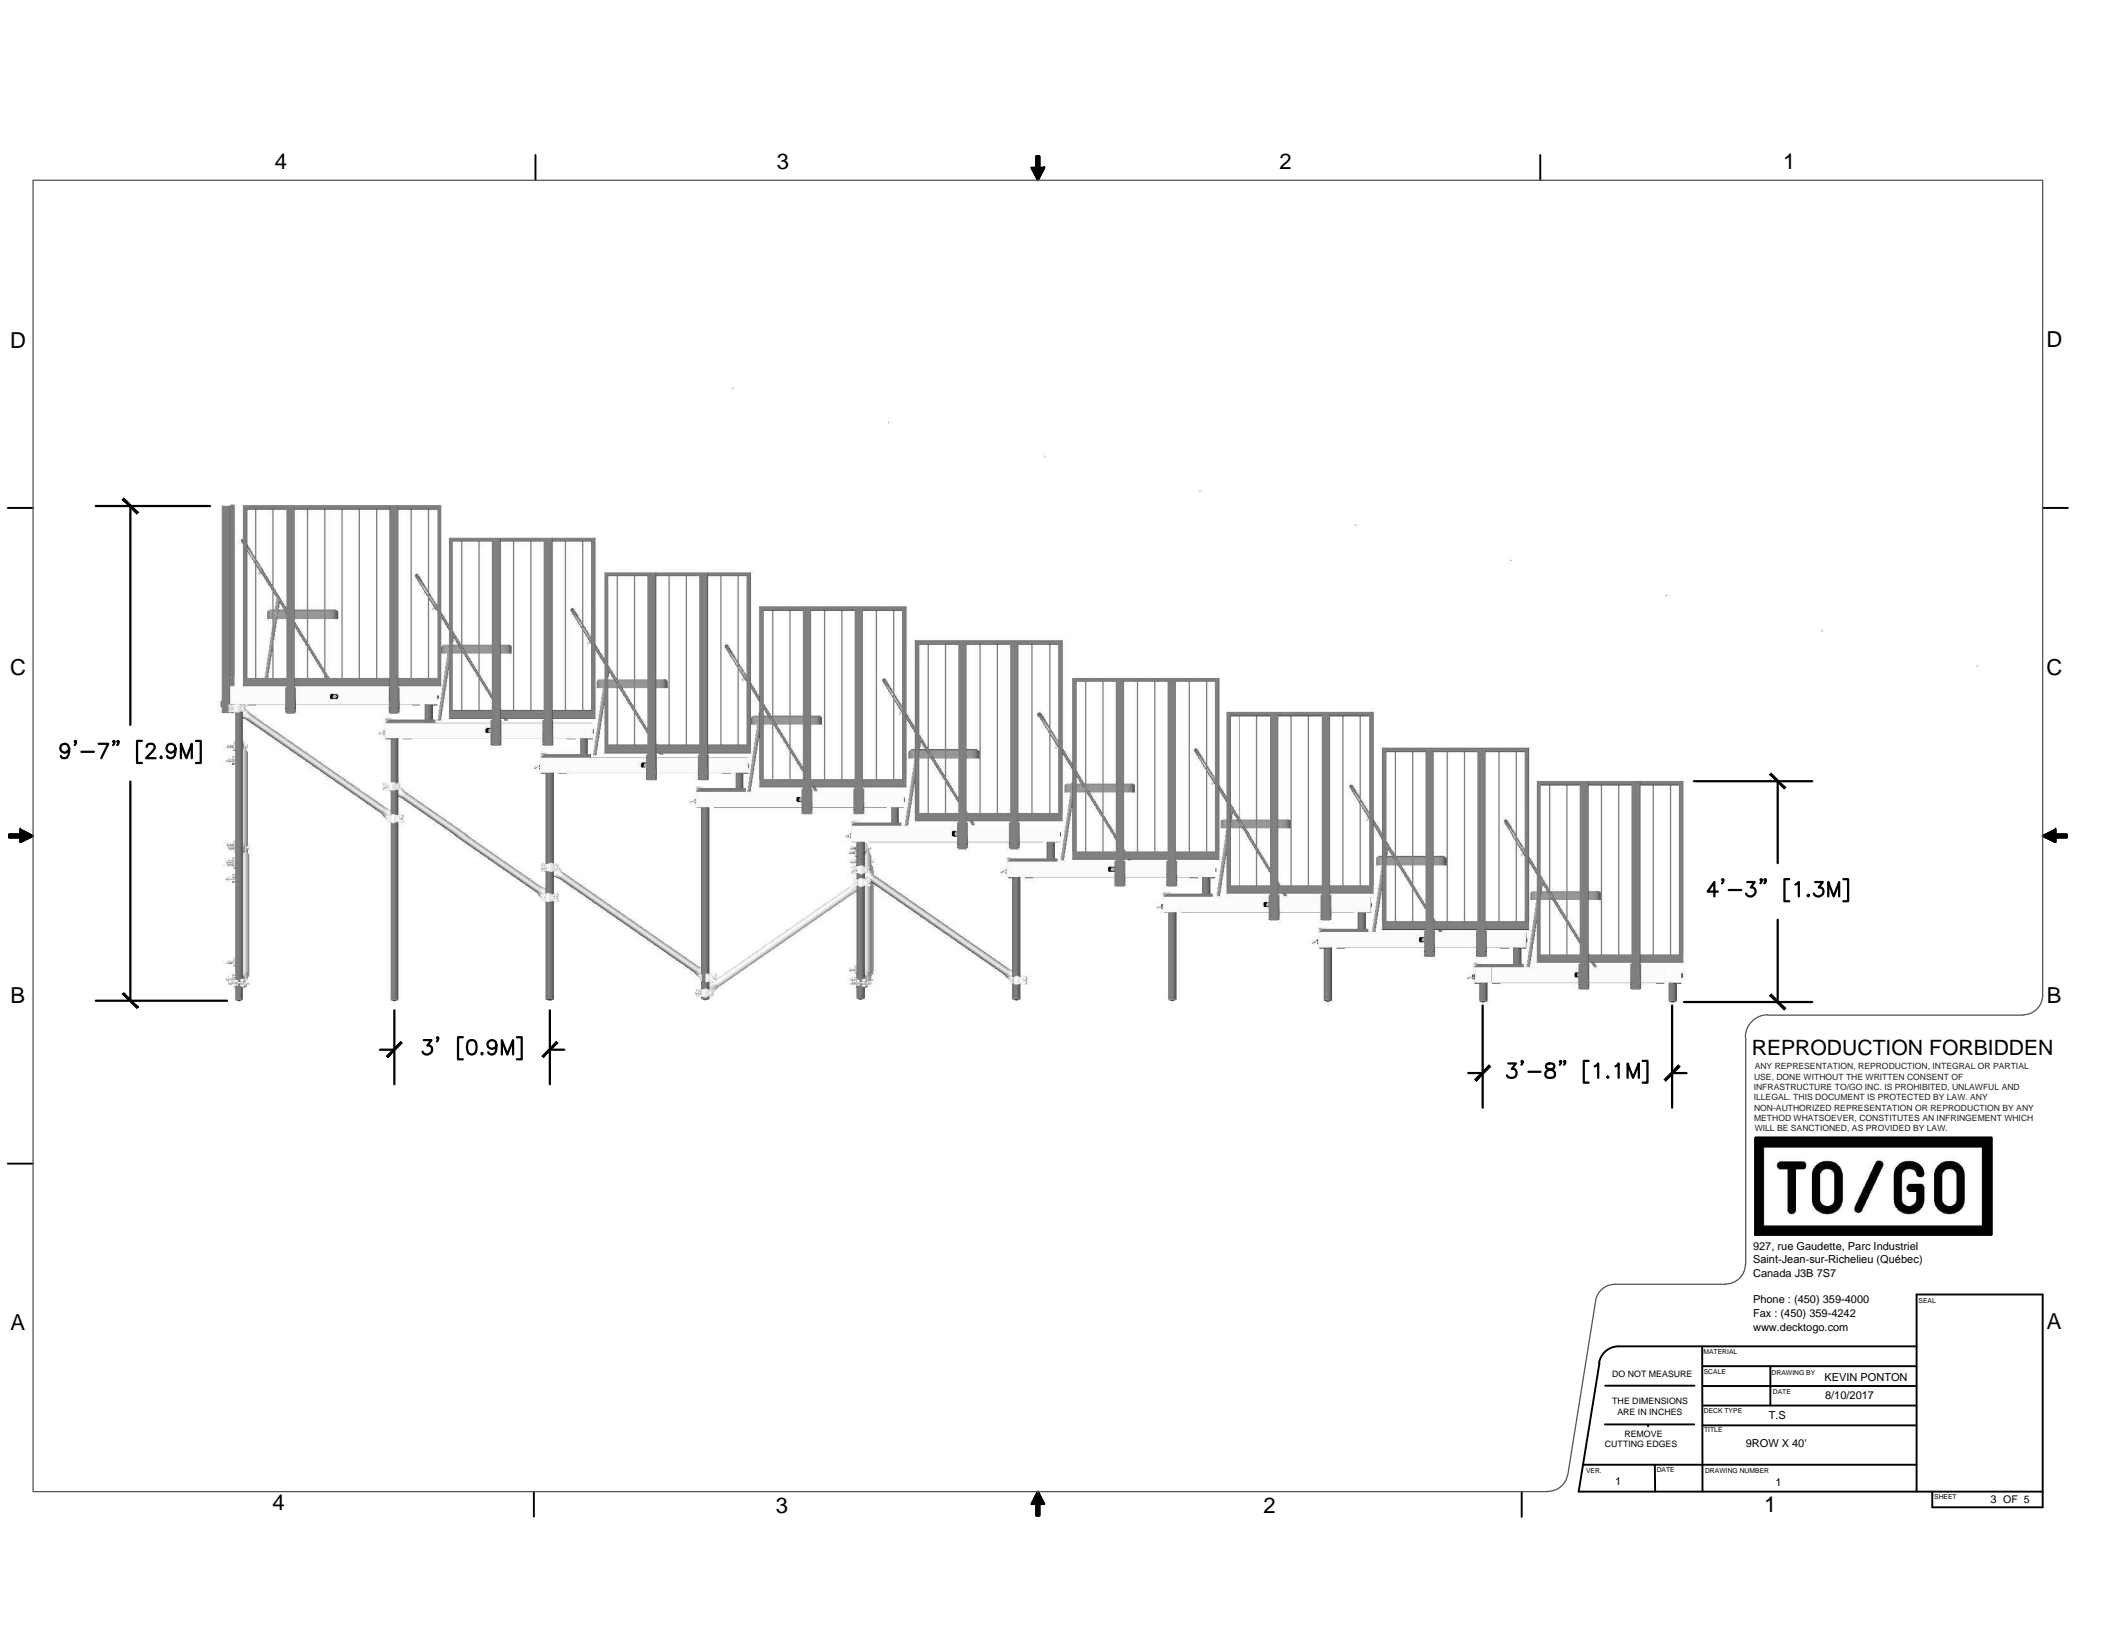 4 3 2 1
D D
C C
9'-7" [2.9M]
4'-3" [1.3M]
B B
3' [0.9M]
3'-8" [1.1M]
REPRODUCTION FORBIDDEN
ANY REPRESENTATION, REPRODUCTION, INTEGRAL OR PARTIAL
USE, DONE WITHOUT THE WRITTEN CONSENT OF
INFRASTRUCTURE TO/GO INC. IS PROHIBITED, UNLAWFUL AND
ILLEGAL. THIS DOCUMENT IS PROTECTED BY LAW. ANY
NON-AUTHORIZED REPRESENTATION OR REPRODUCTION BY ANY
METHOD WHATSOEVER, CONSTITUTES AN INFRINGEMENT WHICH
WILL BE SANCTIONED, AS PROVIDED BY LAW.
TO/GO
927, rue Gaudette, Parc Industriel
Saint-Jean-sur-Richelieu (Québec)
Canada J3B 7S7
Phone : (450) 359-4000
Fax : (450) 359-4242
www.decktogo.com
A A
SEAL
DO NOT MEASURE
THE DIMENSIONS
ARE IN INCHES
REMOVE
CUTTING EDGES
MATERIAL
SCALE
DRAWING BY KEVIN PONTON
DATE 8/10/2017
DECK TYPE T.S
TITLE
9ROW X 40'
VER. 1
DATE
DRAWING NUMBER
1
SHEET 3 OF 5
4 3 2 1